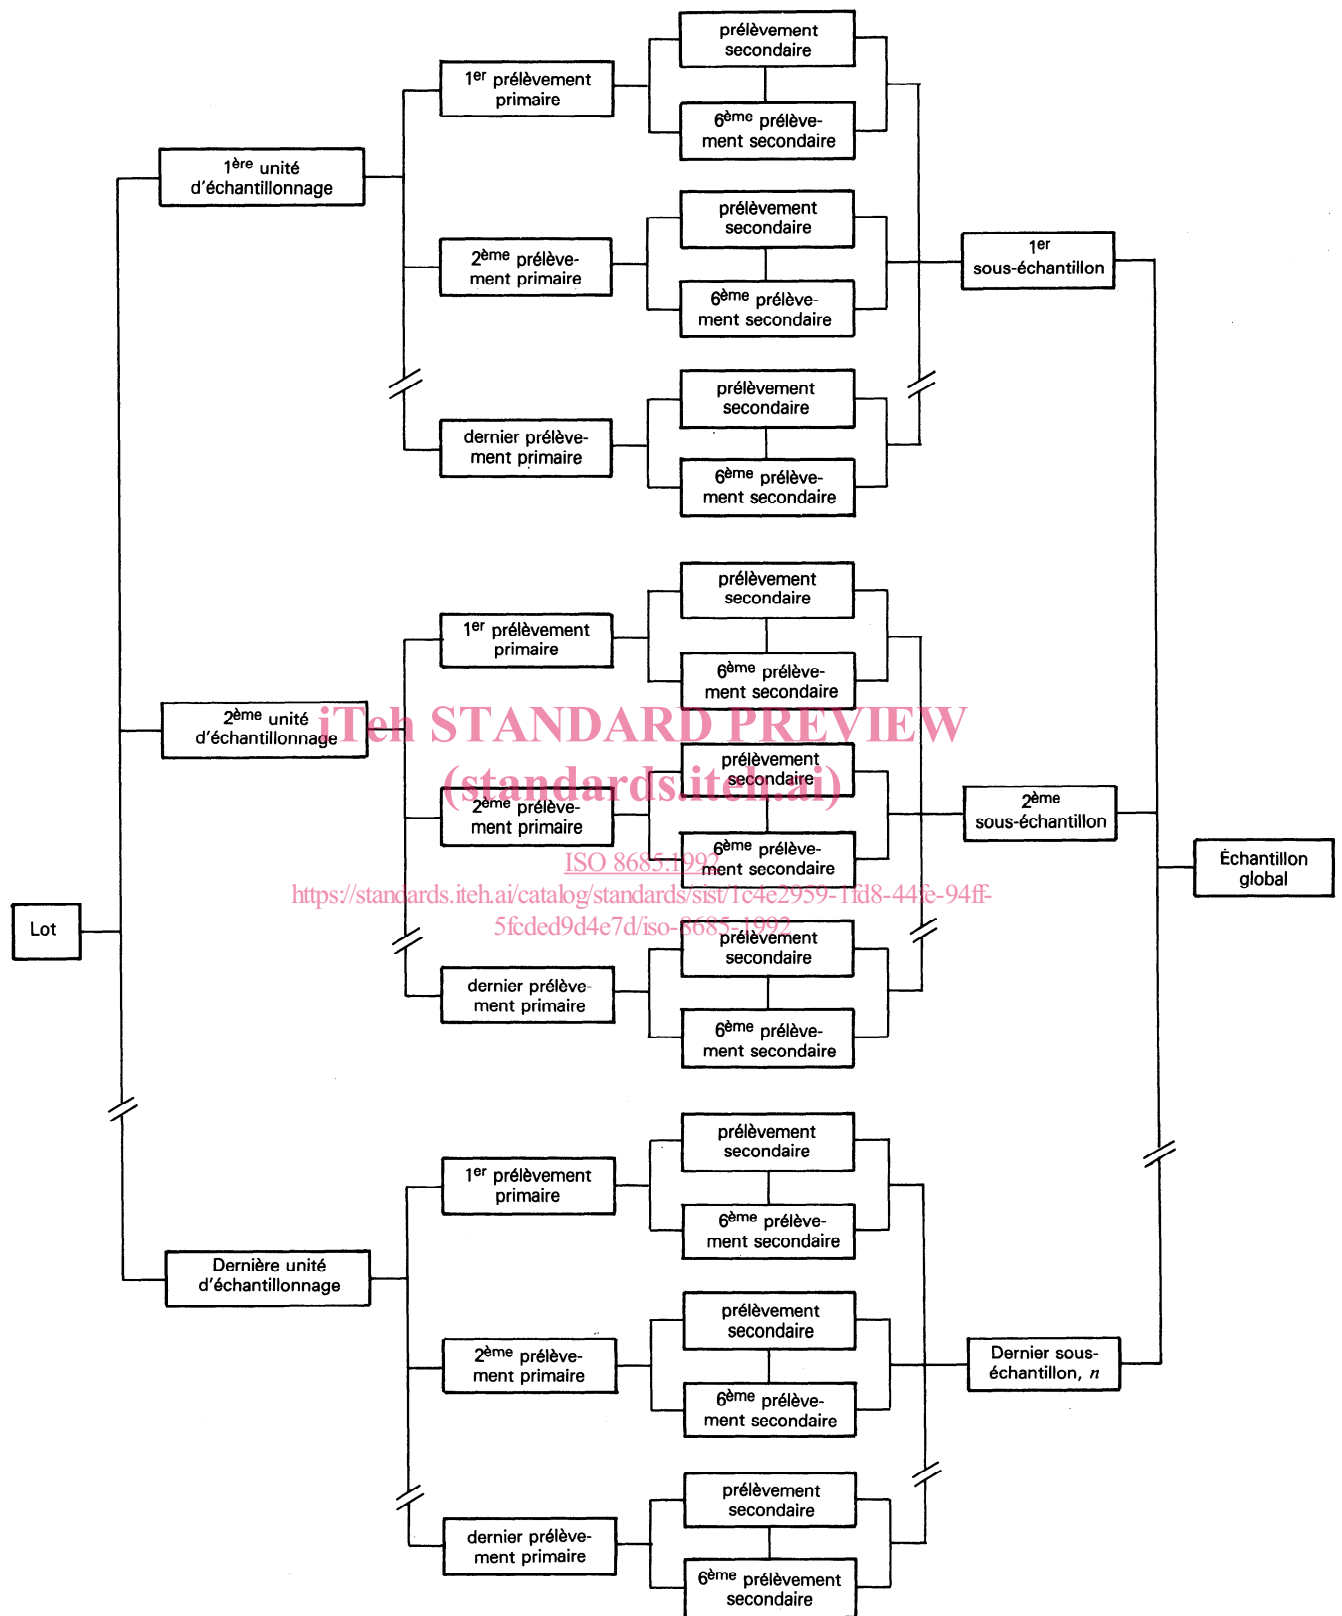 prélèvement
secondaire
1er prélèvement
primaire
6ème prélève-
ment secondaire
1ère unité
d'échantillonnage
prélèvement
secondaire
2ème prélève-
ment primaire
6ème prélève-
ment secondaire
1er
sous-échantillon
prélèvement
secondaire
dernier prélève-
ment primaire
6ème prélève-
ment secondaire
prélèvement
secondaire
1er prélèvement
primaire
6ème prélève-
ment secondaire
2ème unité
d'échantillonnage
iTeh STANDARD PREVIEW
(standards.iteh.ai)
prélèvement
secondaire
2ème prélève-
ment primaire
6ème prélève-
ment secondaire
2ème
sous-échantillon
Échantillon
global
ISO 8685:1992
https://standards.iteh.ai/catalog/standards/sist/1c4e2959-1fd8-44fe-94ff-
5fcded9d4e7d/iso-8685-1992
Lot
prélèvement
secondaire
dernier prélève-
ment primaire
6ème prélève-
ment secondaire
prélèvement
secondaire
1er prélèvement
primaire
6ème prélève-
ment secondaire
Dernière unité
d'échantillonnage
prélèvement
secondaire
2ème prélève-
ment primaire
6ème prélève-
ment secondaire
Dernier sous-
échantillon, n
prélèvement
secondaire
dernier prélève-
ment primaire
6ème prélèvement
secondaire